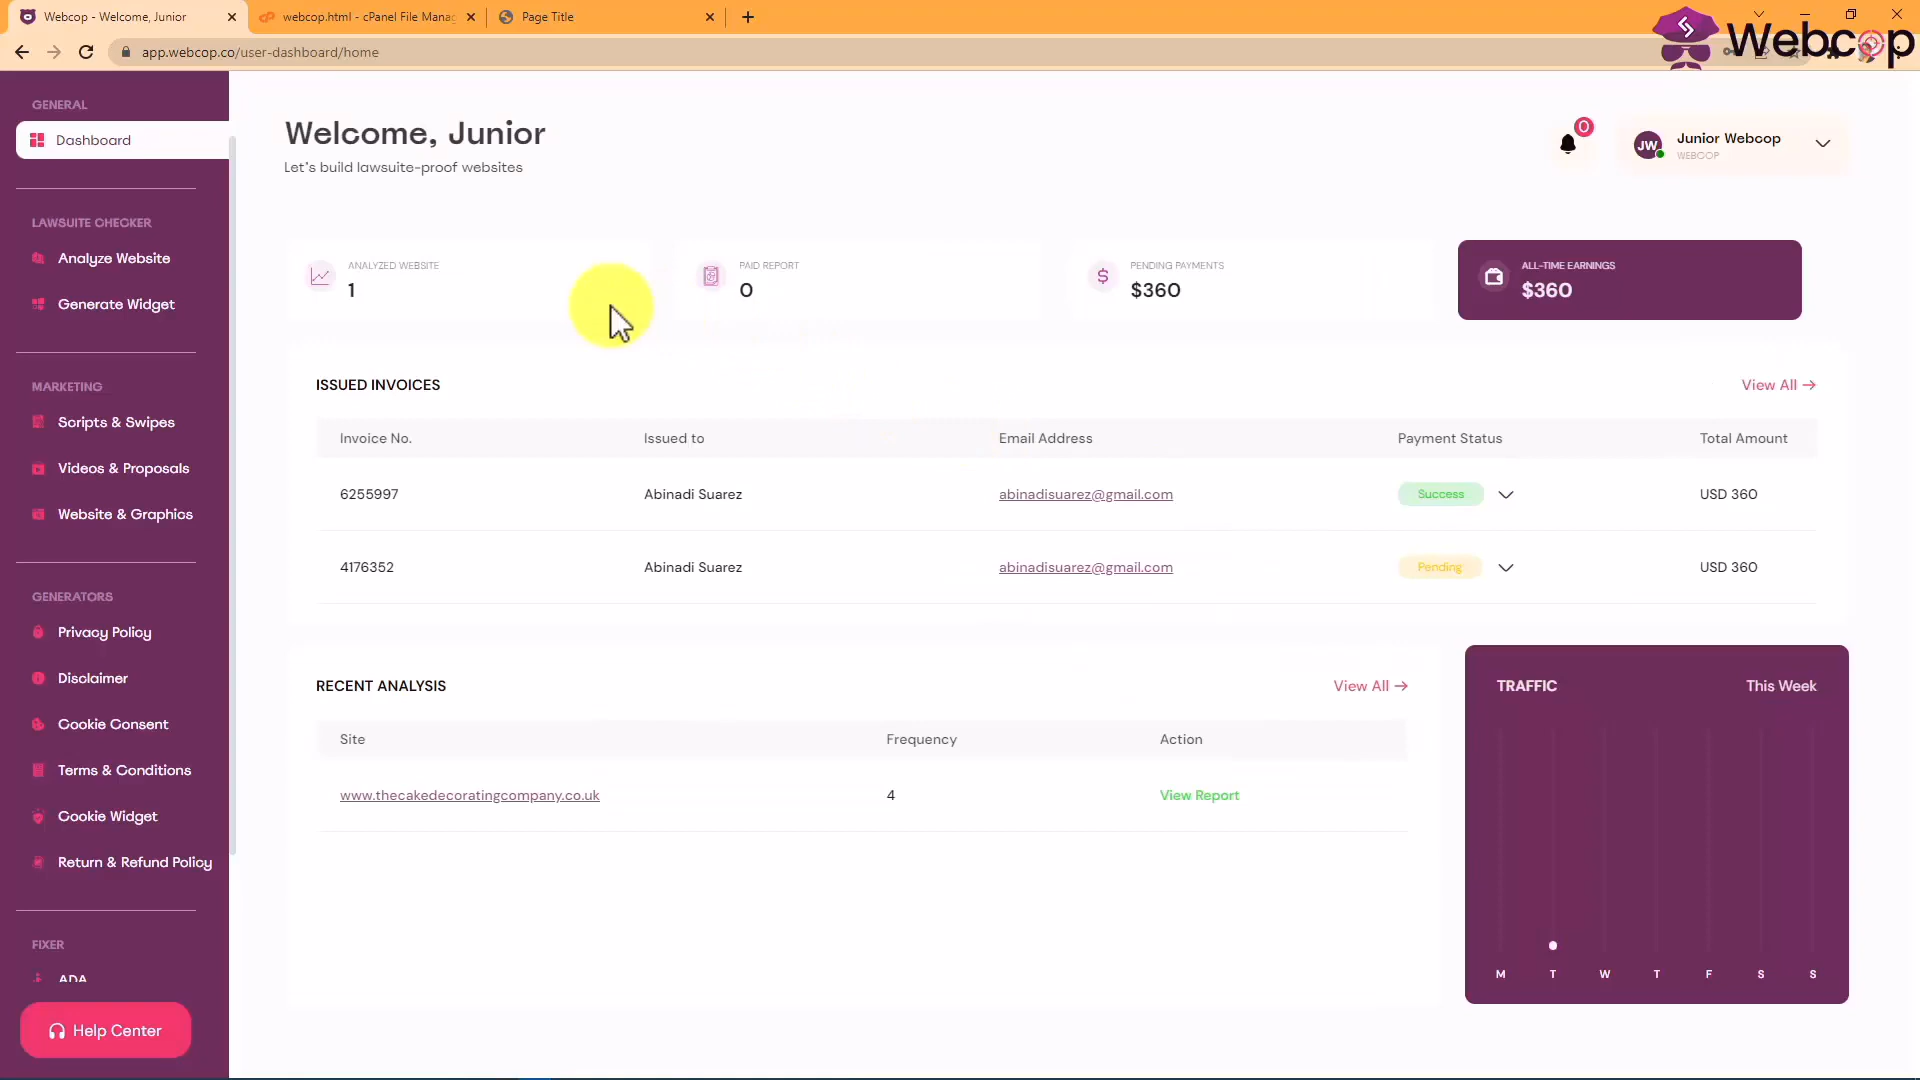 Webcop - Welcome, Junior
webcop.html - cPanel File Manag
Page Title
app.webcop.co/user-dashboard/home
Webcop
GENERAL
Dashboard
LAWSUITE CHECKER
Analyze Website
Generate Widget
MARKETING
Scripts & Swipes
Videos & Proposals
Website & Graphics
GENERATORS
Privacy Policy
Disclaimer
Cookie Consent
Terms & Conditions
Cookie Widget
Return & Refund Policy
FIXER
ADA
Help Center
Welcome, Junior
Let's build lawsuite-proof websites
0
JW
Junior Webcop
WEBCOP
ANALYZED WEBSITE
1
PAID REPORT
0
PENDING PAYMENTS
$360
ALL-TIME EARNINGS
$360
ISSUED INVOICES
View All →
Invoice No. Issued to Email Address Payment Status Total Amount
6255997 Abinadi Suarez abinadisuarez@gmail.com Success USD 360
4176352 Abinadi Suarez abinadisuarez@gmail.com Pending USD 360
RECENT ANALYSIS
View All →
Site Frequency Action
www.thecakedecoratingcompany.co.uk 4 View Report
TRAFFIC
This Week
M T W T F S S